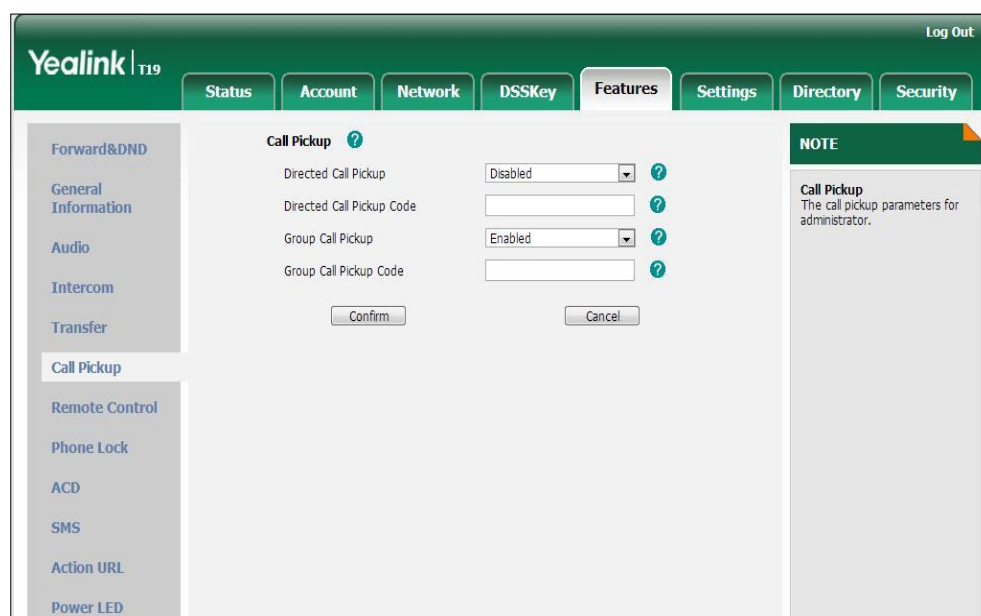 Log Out
Yealink T19
Status Account Network DSSKey Features Settings Directory Security
Forward&DND
General
Information
Audio
Intercom
Transfer
Call Pickup
Remote Control
Phone Lock
ACD
SMS
Action URL
Power LED
Call Pickup ?
Directed Call Pickup Disabled ?
Directed Call Pickup Code ?
Group Call Pickup Enabled ?
Group Call Pickup Code ?
Confirm Cancel
NOTE
Call Pickup
The call pickup parameters for
administrator.